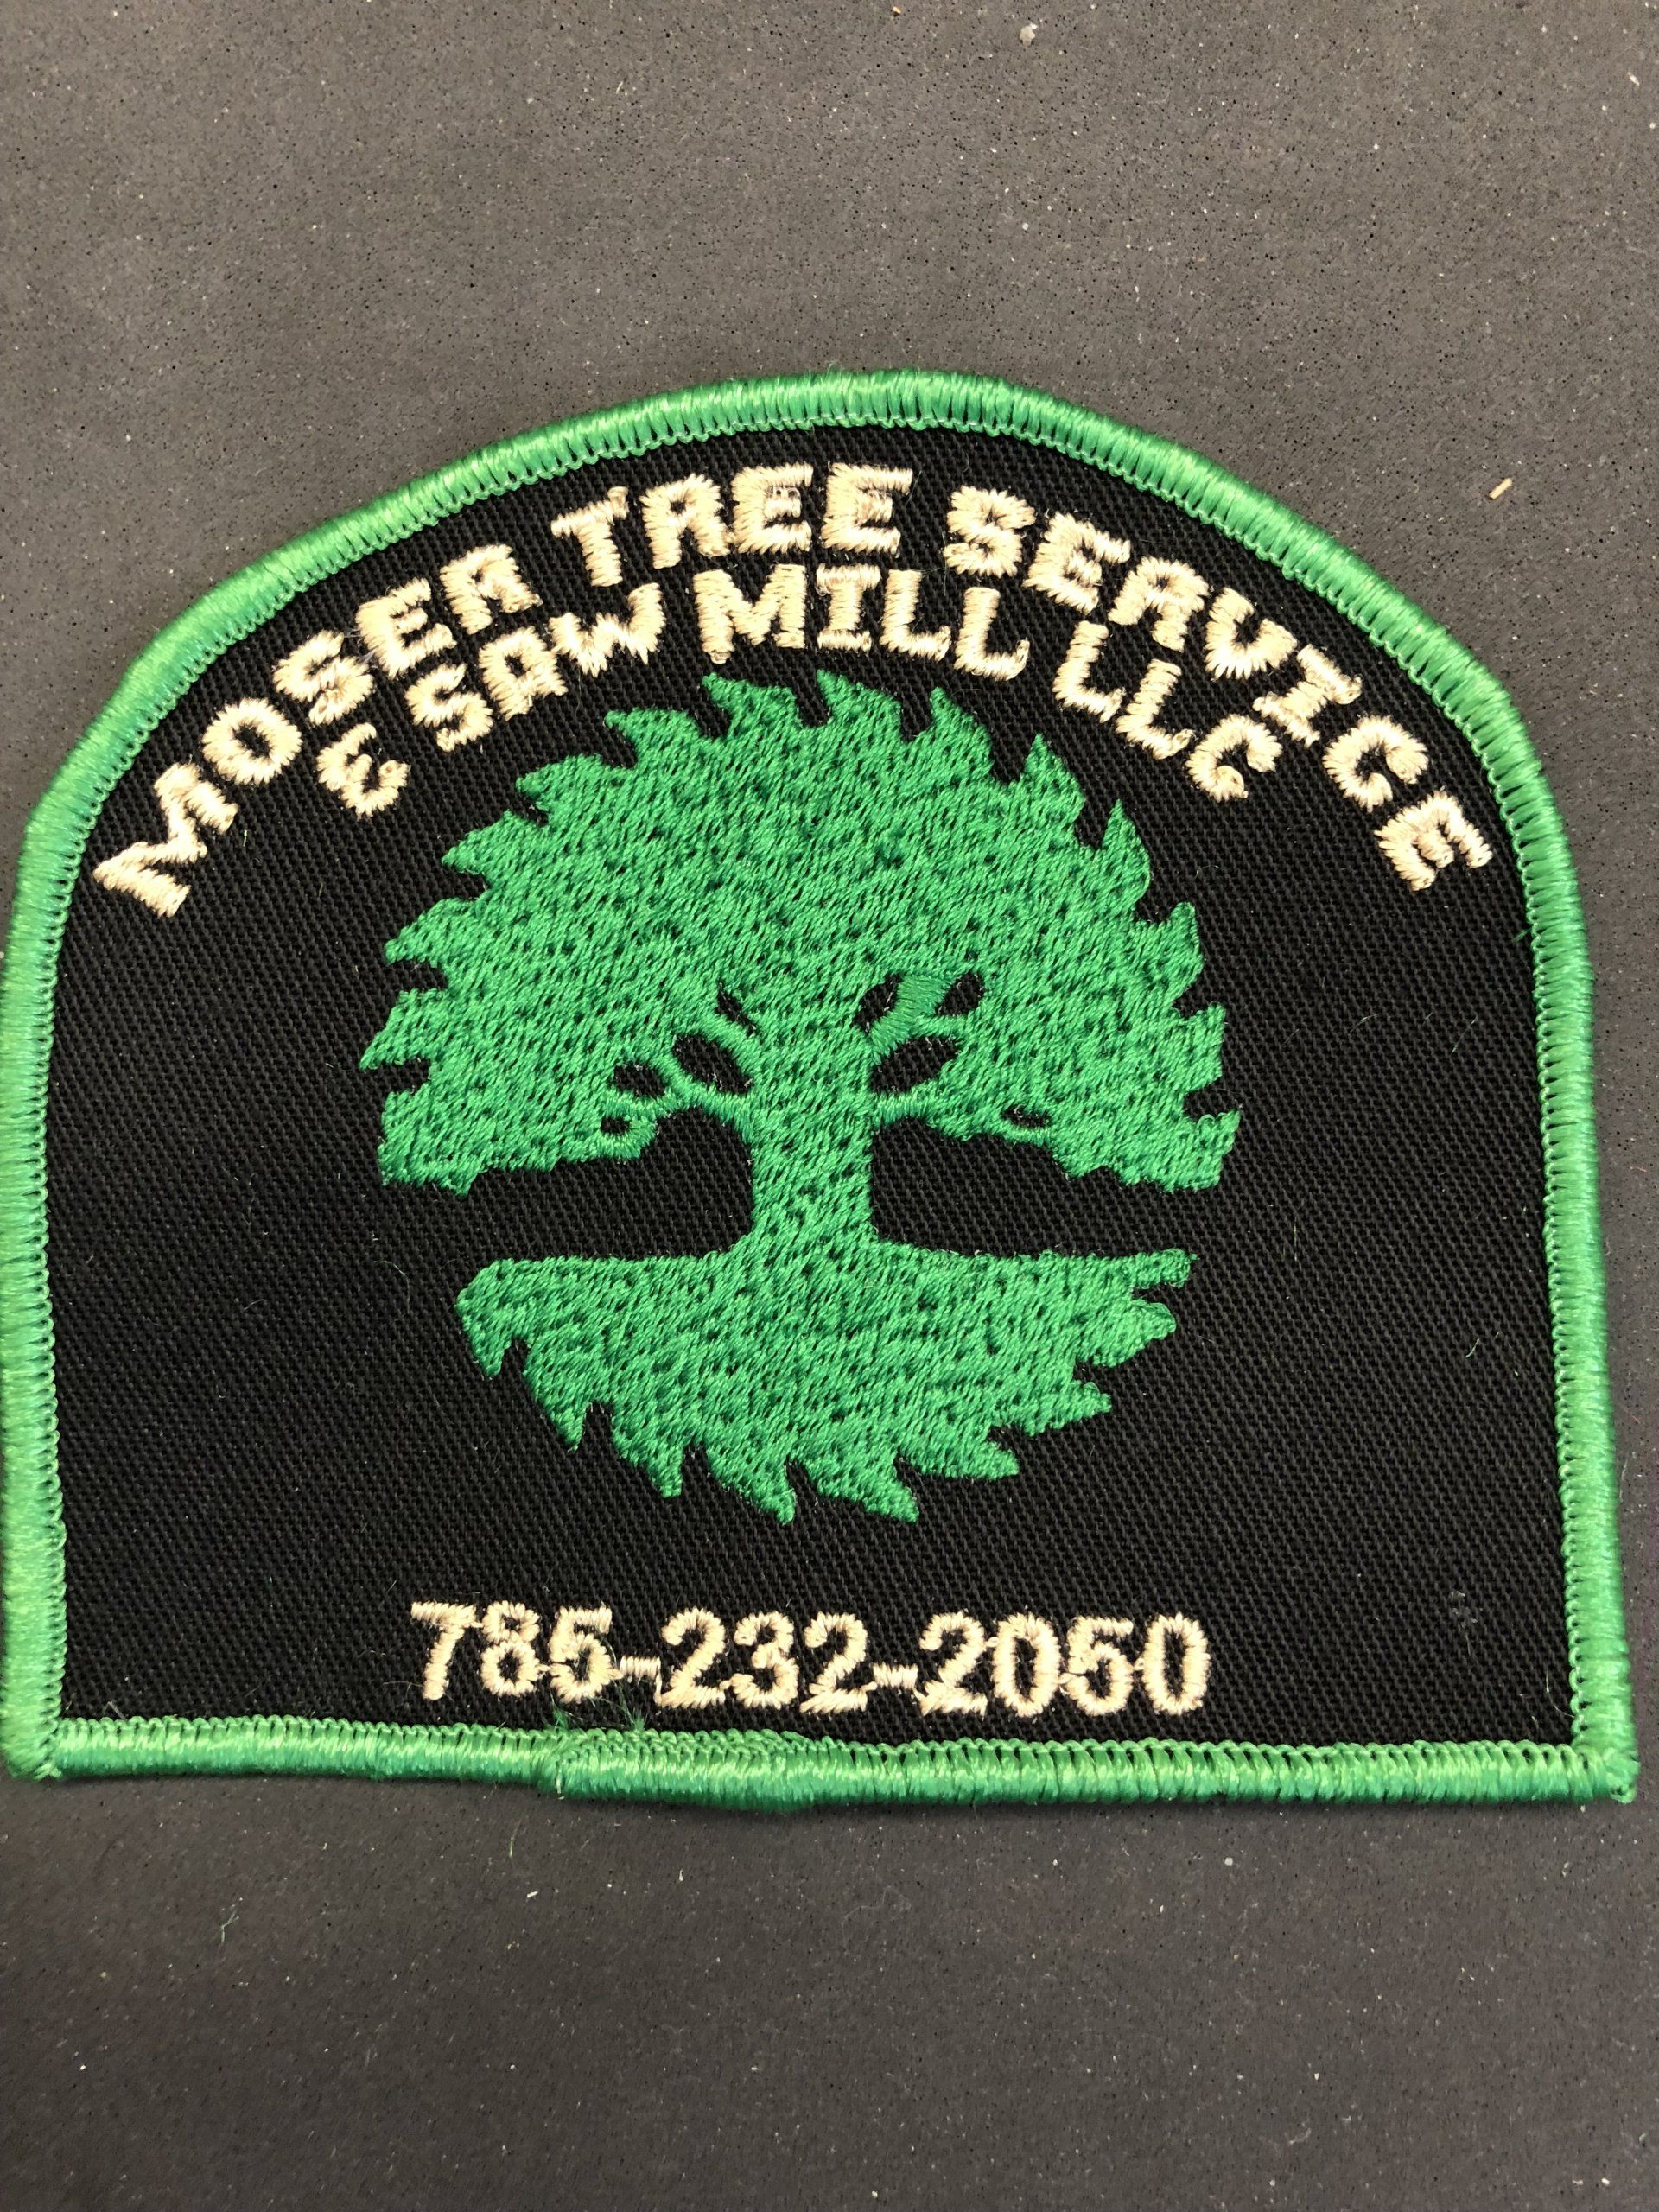 MOSER TREE SERVICE
& SAW MILL LLC
785-232-2050